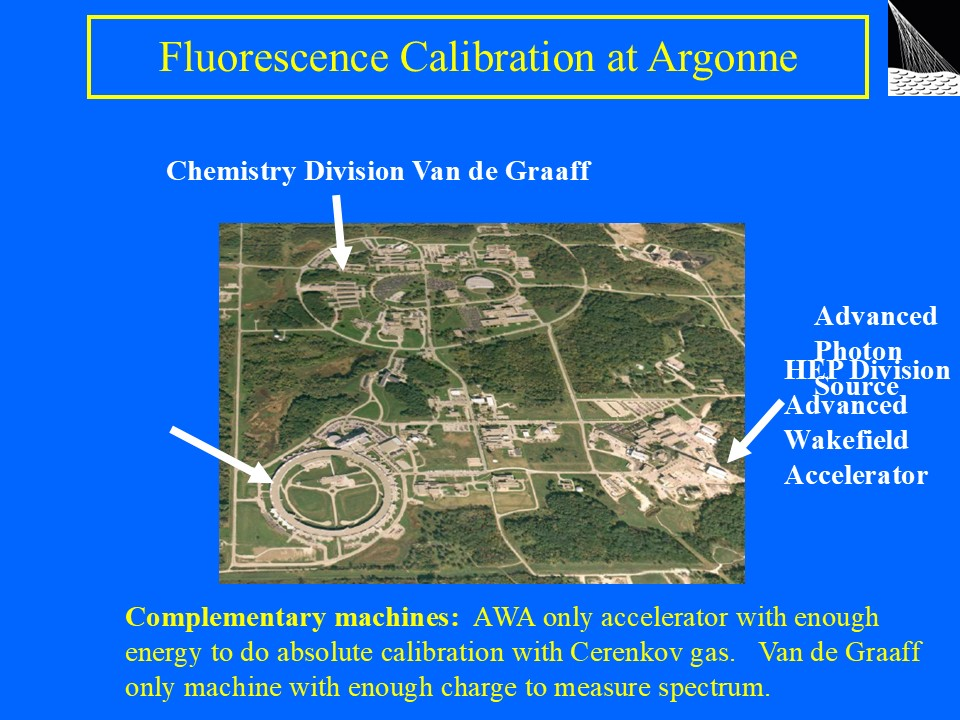 Fluorescence Calibration at Argonne
Chemistry Division Van de Graaff
Advanced
Photon
Source
HEP Division
Advanced
Wakefield
Accelerator
Complementary machines: AWA only accelerator with enough
energy to do absolute calibration with Cerenkov gas. Van de Graaff
only machine with enough charge to measure spectrum.